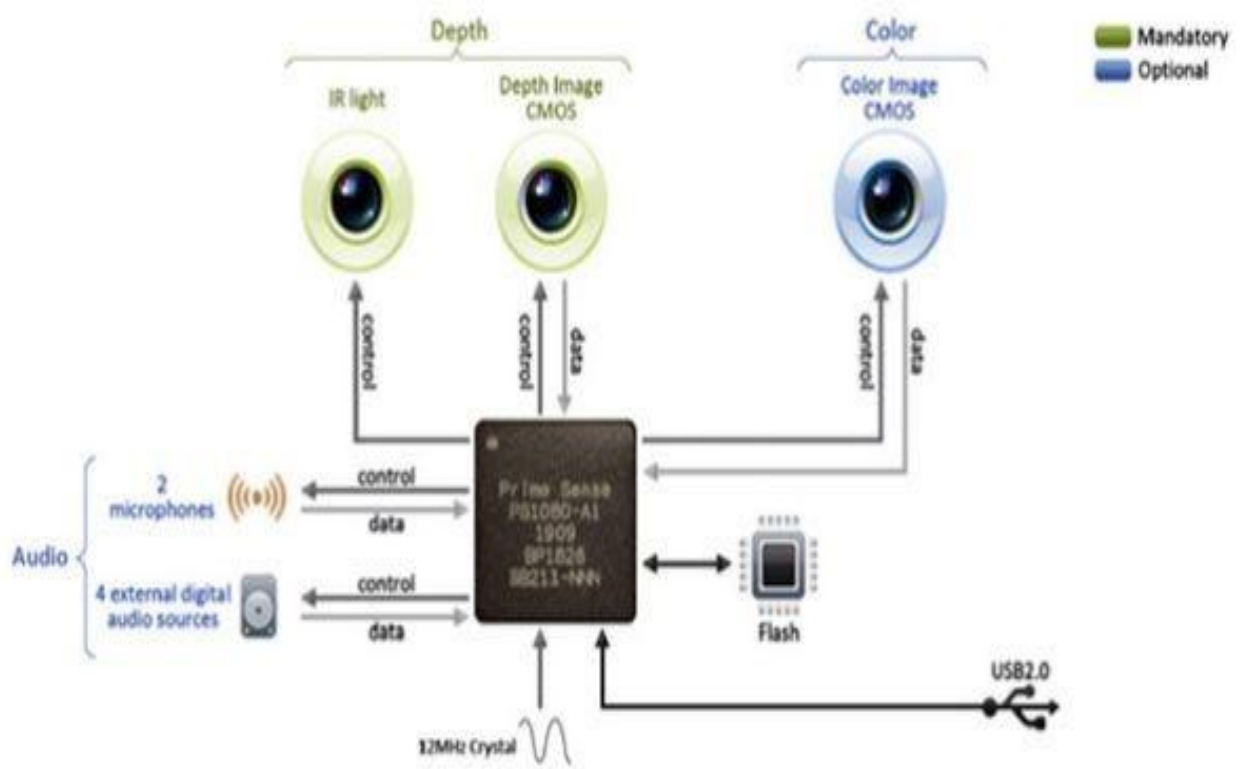 Depth
Color
Mandatory
Optional
IR light
Depth Image
CMOS
Color Image
CMOS
control
control
data
control
data
2
microphones
control
data
Audio
4 external digital
audio sources
control
data
Prime Sense
PS1080-A1
1909
BP1826
Flash
USB2.0
12MHz Crystal